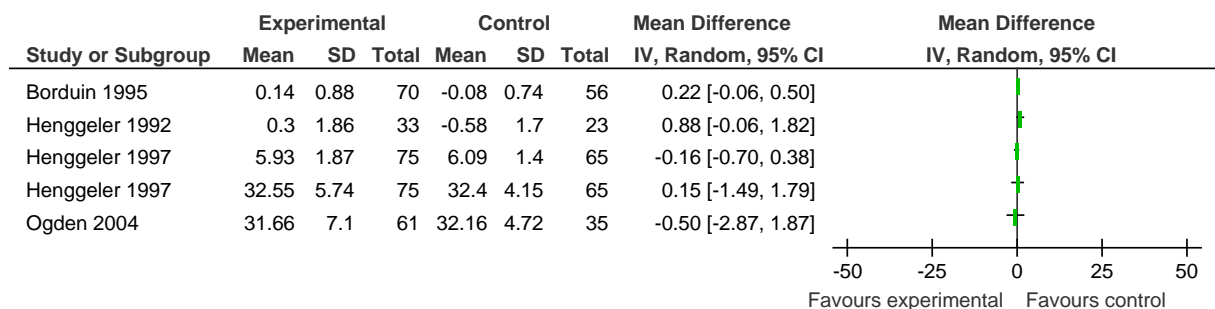 Experimental Control Mean Difference Mean Difference
Study or Subgroup Mean SD Total Mean SD Total IV, Random, 95% CI IV, Random, 95% CI
Borduin 1995 0.14 0.88 70 -0.08 0.74 56 0.22 [-0.06, 0.50]
Henggeler 1992 0.3 1.86 33 -0.58 1.7 23 0.88 [-0.06, 1.82]
Henggeler 1997 5.93 1.87 75 6.09 1.4 65 -0.16 [-0.70, 0.38]
Henggeler 1997 32.55 5.74 75 32.4 4.15 65 0.15 [-1.49, 1.79]
Ogden 2004 31.66 7.1 61 32.16 4.72 35 -0.50 [-2.87, 1.87]
-50 -25 0 25 50
Favours experimental Favours control